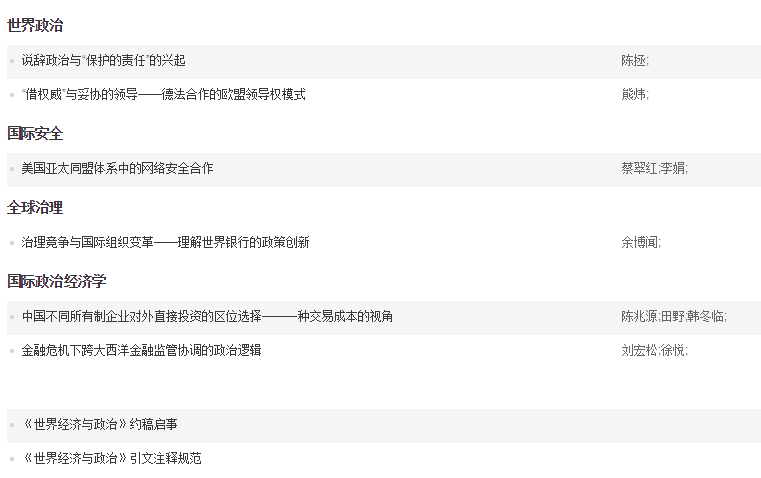 世界政治
说辞政治与“保护的责任”的兴起 陈拯;
“借权威”与妥协的领导——德法合作的欧盟领导权模式 熊炜;
国际安全
美国亚太同盟体系中的网络安全合作 蔡翠红;李娟;
全球治理
治理竞争与国际组织变革——理解世界银行的政策创新 余博闻;
国际政治经济学
中国不同所有制企业对外直接投资的区位选择——一种交易成本的视角 陈兆源;田野;韩冬临;
金融危机下跨大西洋金融监管协调的政治逻辑 刘宏松;徐悦;
《世界经济与政治》约稿启事
《世界经济与政治》引文注释规范